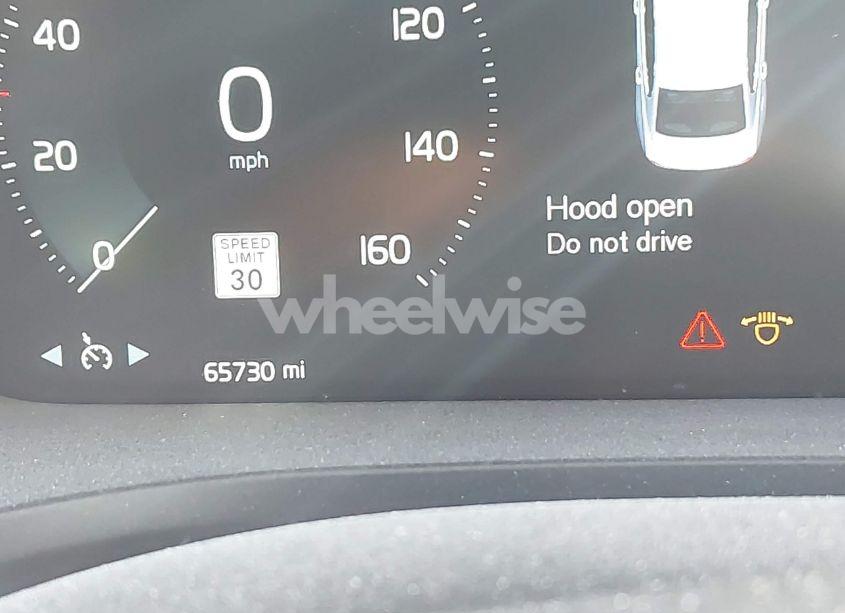 40
120
0
mph
20
140
0
160
SPEED
LIMIT
30
Hood open
Do not drive
wheelwise
65730 mi